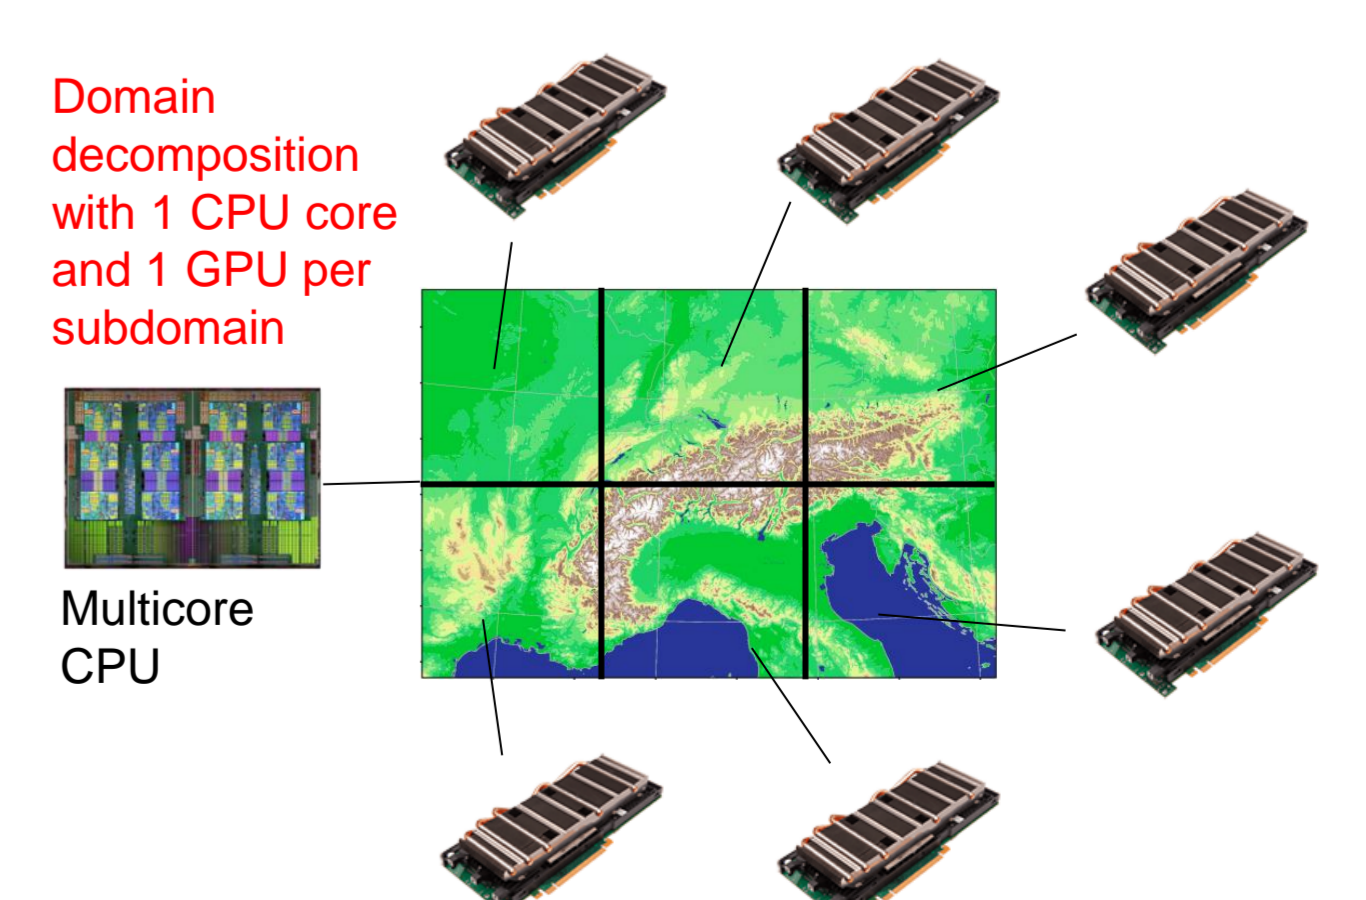 Domain
decomposition
with 1 CPU core
and 1 GPU per
subdomain
Multicore
CPU